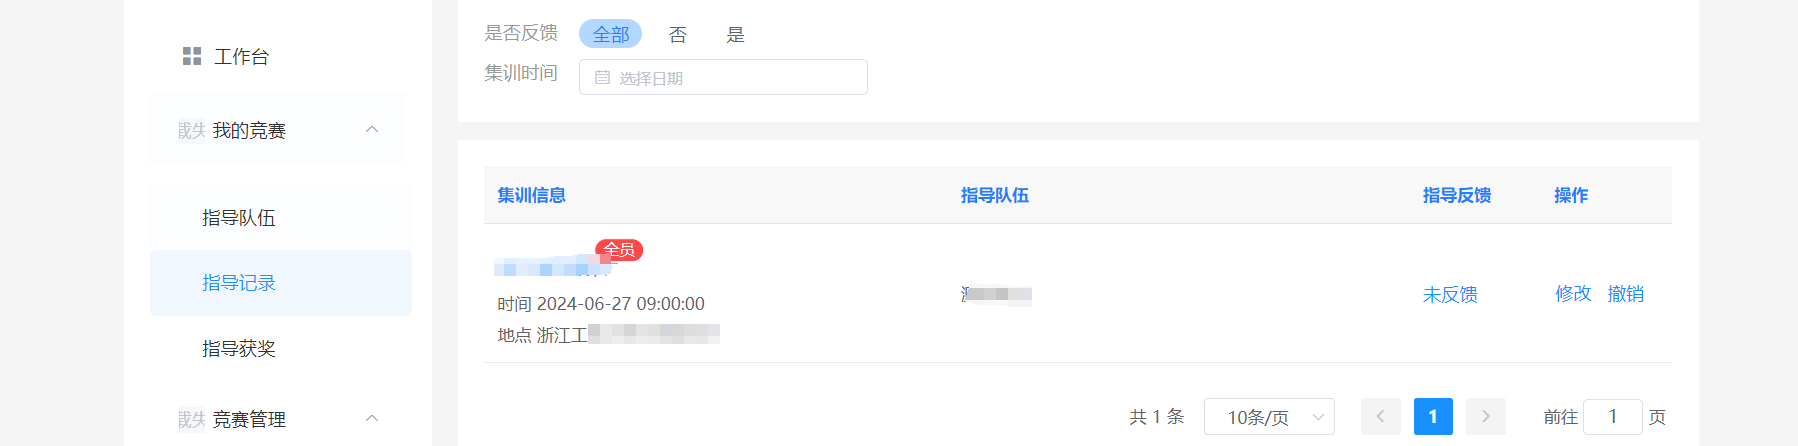 工作台
我的竞赛
指导队伍
指导记录
指导获奖
竞赛管理
是否反馈 全部 否 是
集训时间 选择日期
集训信息 指导队伍 指导反馈 操作
全员
时间 2024-06-27 09:00:00
地点 浙江工
未反馈 修改 撤销
共 1 条 10条/页 1 前往 1 页